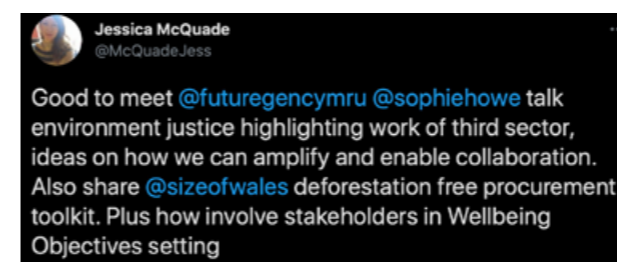 Jessica McQuade
@McQuadeJess
Good to meet @futuregencymru @sophiehowe talk
environment justice highlighting work of third sector,
ideas on how we can amplify and enable collaboration.
Also share @sizeofwales deforestation free procurement
toolkit. Plus how involve stakeholders in Wellbeing
Objectives setting